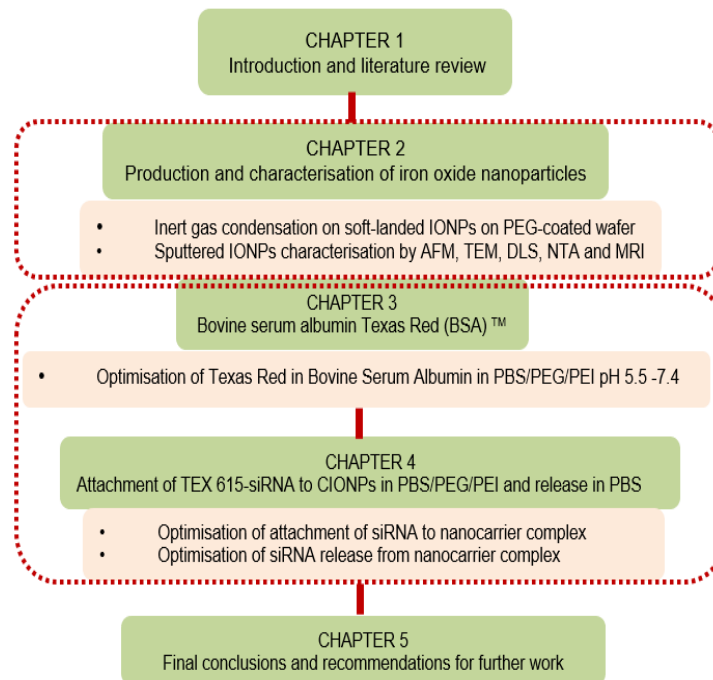 CHAPTER 1
Introduction and literature review
CHAPTER 2
Production and characterisation of iron oxide nanoparticles
• Inert gas condensation on soft-landed IONPs on PEG-coated wafer
• Sputtered IONPs characterisation by AFM, TEM, DLS, NTA and MRI
CHAPTER 3
Bovine serum albumin Texas Red (BSA) ™
• Optimisation of Texas Red in Bovine Serum Albumin in PBS/PEG/PEI pH 5.5 -7.4
CHAPTER 4
Attachment of TEX 615-siRNA to CIONPs in PBS/PEG/PEI and release in PBS
• Optimisation of attachment of siRNA to nanocarrier complex
• Optimisation of siRNA release from nanocarrier complex
CHAPTER 5
Final conclusions and recommendations for further work